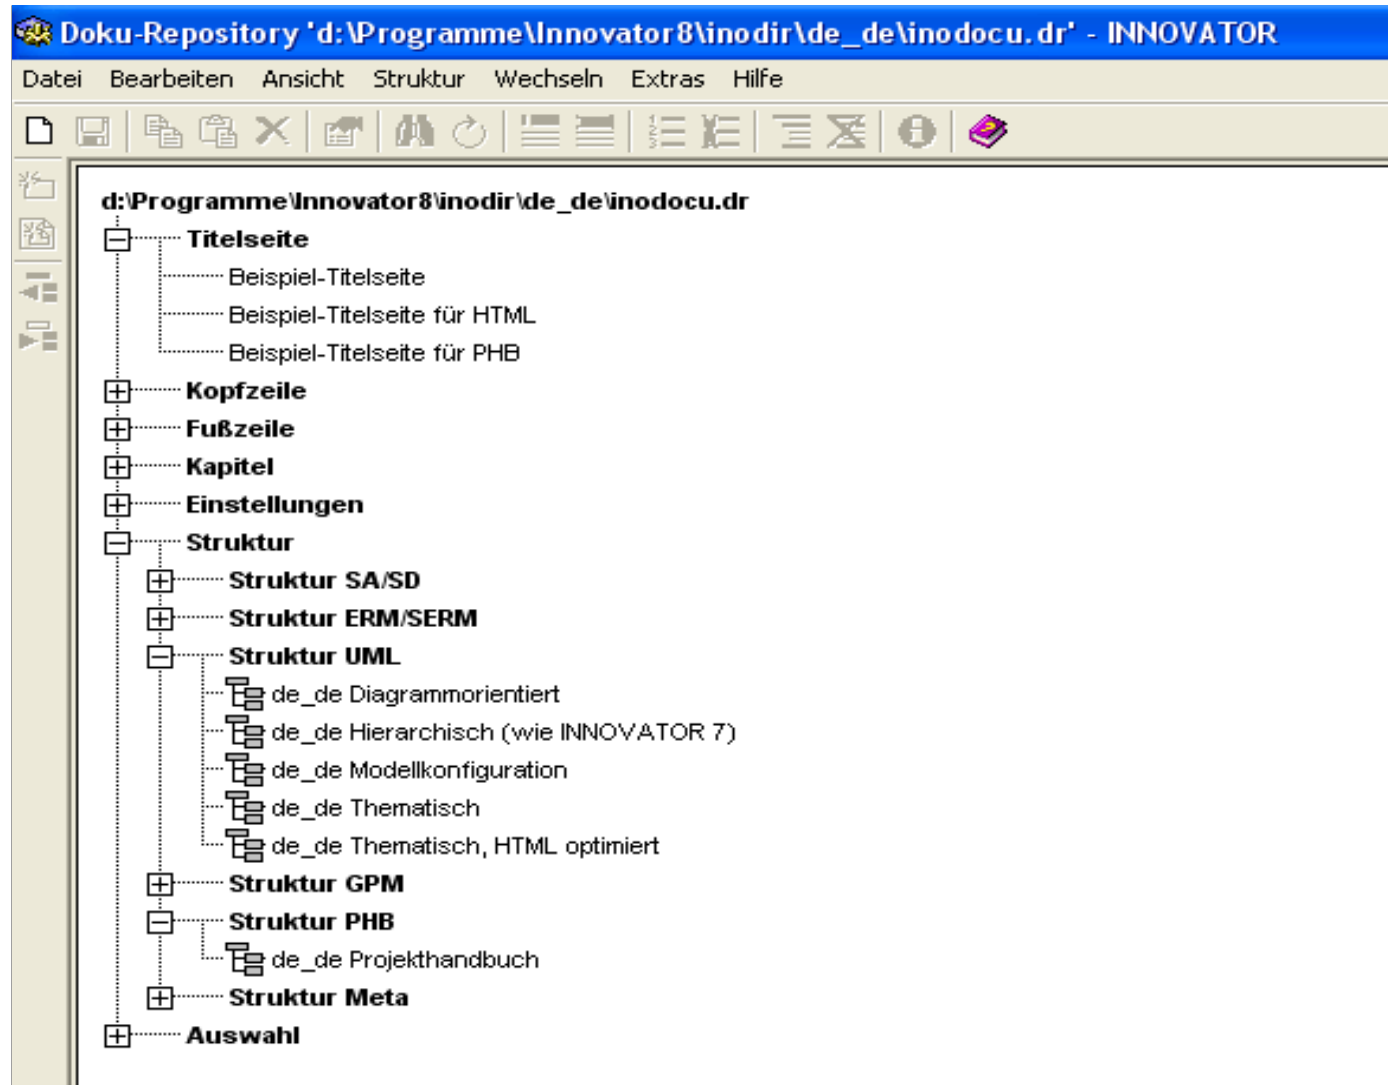 Doku-Repository 'd:\Programme\Innovator8\inodir\de_de\inodocu.dr' - INNOVATOR
Datei Bearbeiten Ansicht Struktur Wechseln Extras Hilfe
d:\Programme\Innovator8\inodir\de_de\inodocu.dr
Titelseite
Beispiel-Titelseite
Beispiel-Titelseite für HTML
Beispiel-Titelseite für PHB
Kopfzeile
Fußzeile
Kapitel
Einstellungen
Struktur
Struktur SA/SD
Struktur ERM/SERM
Struktur UML
de_de Diagrammorientiert
de_de Hierarchisch (wie INNOVATOR 7)
de_de Modellkonfiguration
de_de Thematisch
de_de Thematisch, HTML optimiert
Struktur GPM
Struktur PHB
de_de Projekthandbuch
Struktur Meta
Auswahl